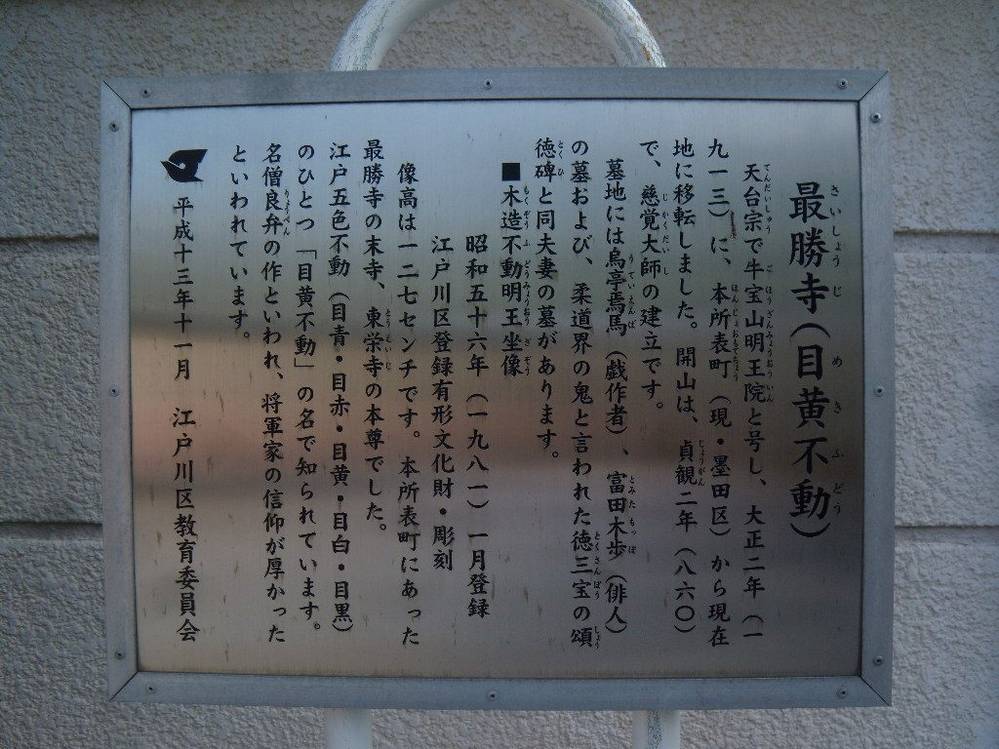 最勝寺（目黄不動）
天台宗で牛宝山明王院と号し、大正二年（一
九一三）に、本所表町（現・墨田区）から現在
地に移転しました。開山は、貞観二年（八六〇）
で、慈覚大師の建立です。
墓地には烏亭焉馬（戯作者）、富田木歩（俳人）
の墓および、柔道界の鬼と言われた徳三宝の頌
徳碑と同夫妻の墓があります。
■木造不動明王坐像
昭和五十六年（一九八一）一月登録
江戸川区登録有形文化財・彫刻
像高は一二七センチです。本所表町にあった
最勝寺の末寺、東栄寺の本尊でした。
江戸五色不動（目青・目赤・目黄・目白・目黒）
のひとつ「目黄不動」の名で知られています。
名僧良弁の作といわれ、将軍家の信仰が厚かった
といわれています。
平成十三年十一月　江戸川区教育委員会